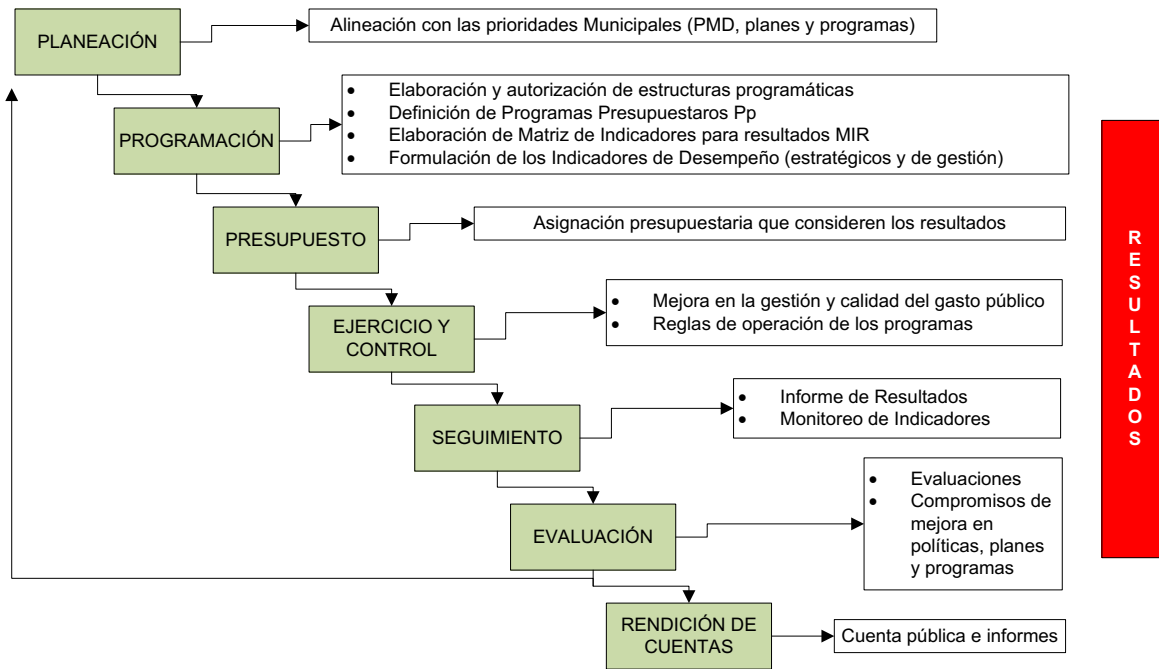 PLANEACIÓN
Alineación con las prioridades Municipales (PMD, planes y programas)
PROGRAMACIÓN
• Elaboración y autorización de estructuras programáticas
• Definición de Programas Presupuestaros Pp
• Elaboración de Matriz de Indicadores para resultados MIR
• Formulación de los Indicadores de Desempeño (estratégicos y de gestión)
PRESUPUESTO
Asignación presupuestaria que consideren los resultados
EJERCICIO Y
CONTROL
• Mejora en la gestión y calidad del gasto público
• Reglas de operación de los programas
SEGUIMIENTO
• Informe de Resultados
• Monitoreo de Indicadores
EVALUACIÓN
• Evaluaciones
• Compromisos de
mejora en
políticas, planes
y programas
RENDICIÓN DE
CUENTAS
Cuenta pública e informes
R
E
S
U
L
T
A
D
O
S